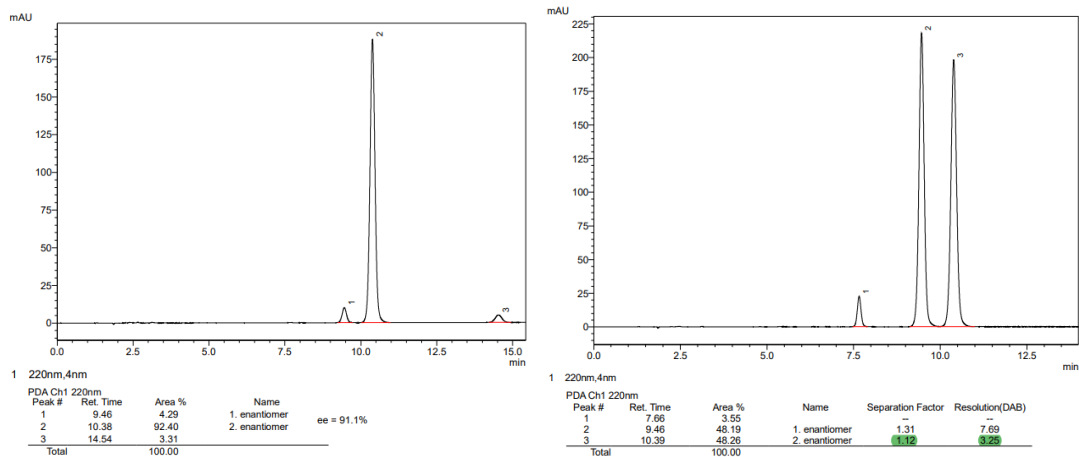 mAU
175
150
125
100
75
50
25
0
1
2
3
0.0 2.5 5.0 7.5 10.0 12.5 15.0
min
1 220nm,4nm
PDA Ch1 220nm
Peak # Ret. Time Area % Name
1 9.46 4.29 1. enantiomer
2 10.38 92.40 2. enantiomer
3 14.54 3.31
Total 100.00
ee = 91.1%
mAU
225
200
175
150
125
100
75
50
25
0
1
2
3
0.0 2.5 5.0 7.5 10.0 12.5
min
1 220nm,4nm
PDA Ch1 220nm
Peak # Ret. Time Area % Name Separation Factor Resolution(DAB)
1 7.66 3.55 -- --
2 9.46 48.19 1. enantiomer 1.31 7.69
3 10.39 48.26 2. enantiomer 1.12 3.25
Total 100.00